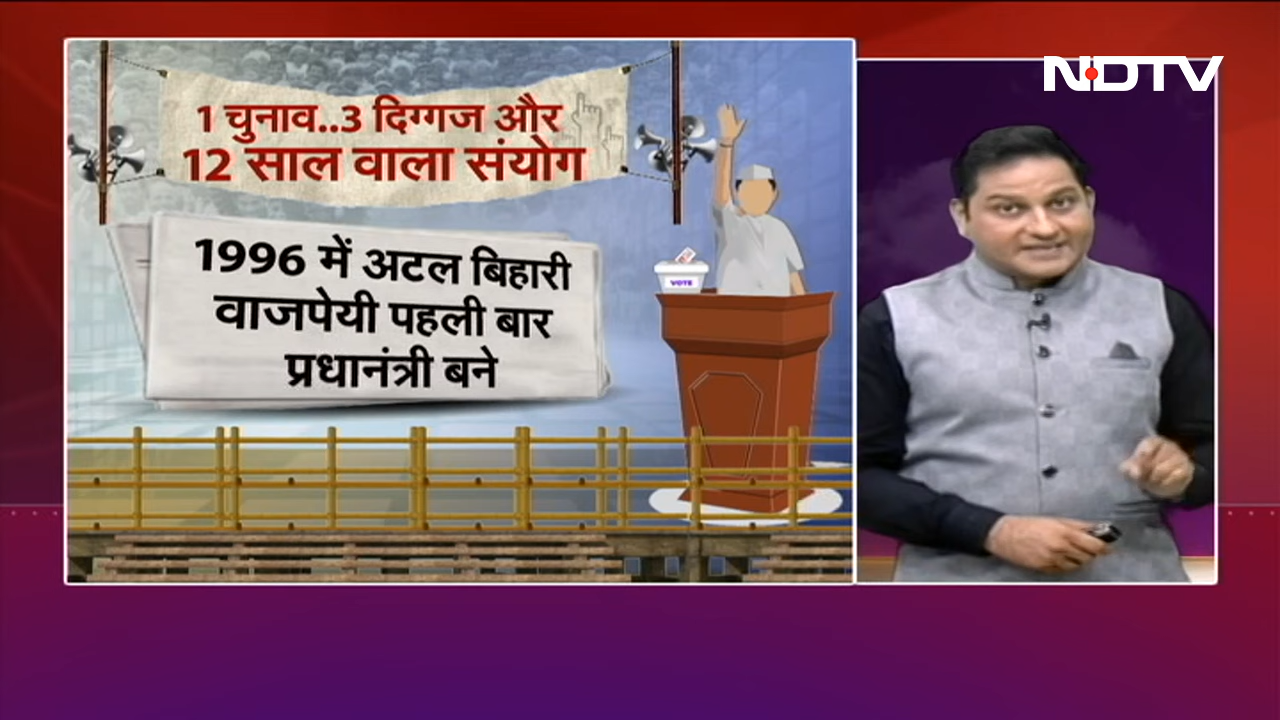 NDTV
1 चुनाव..3 दिग्गज और
12 साल वाला संयोग
1996 में अटल बिहारी
वाजपेयी पहली बार
प्रधानंत्री बने
VOTE